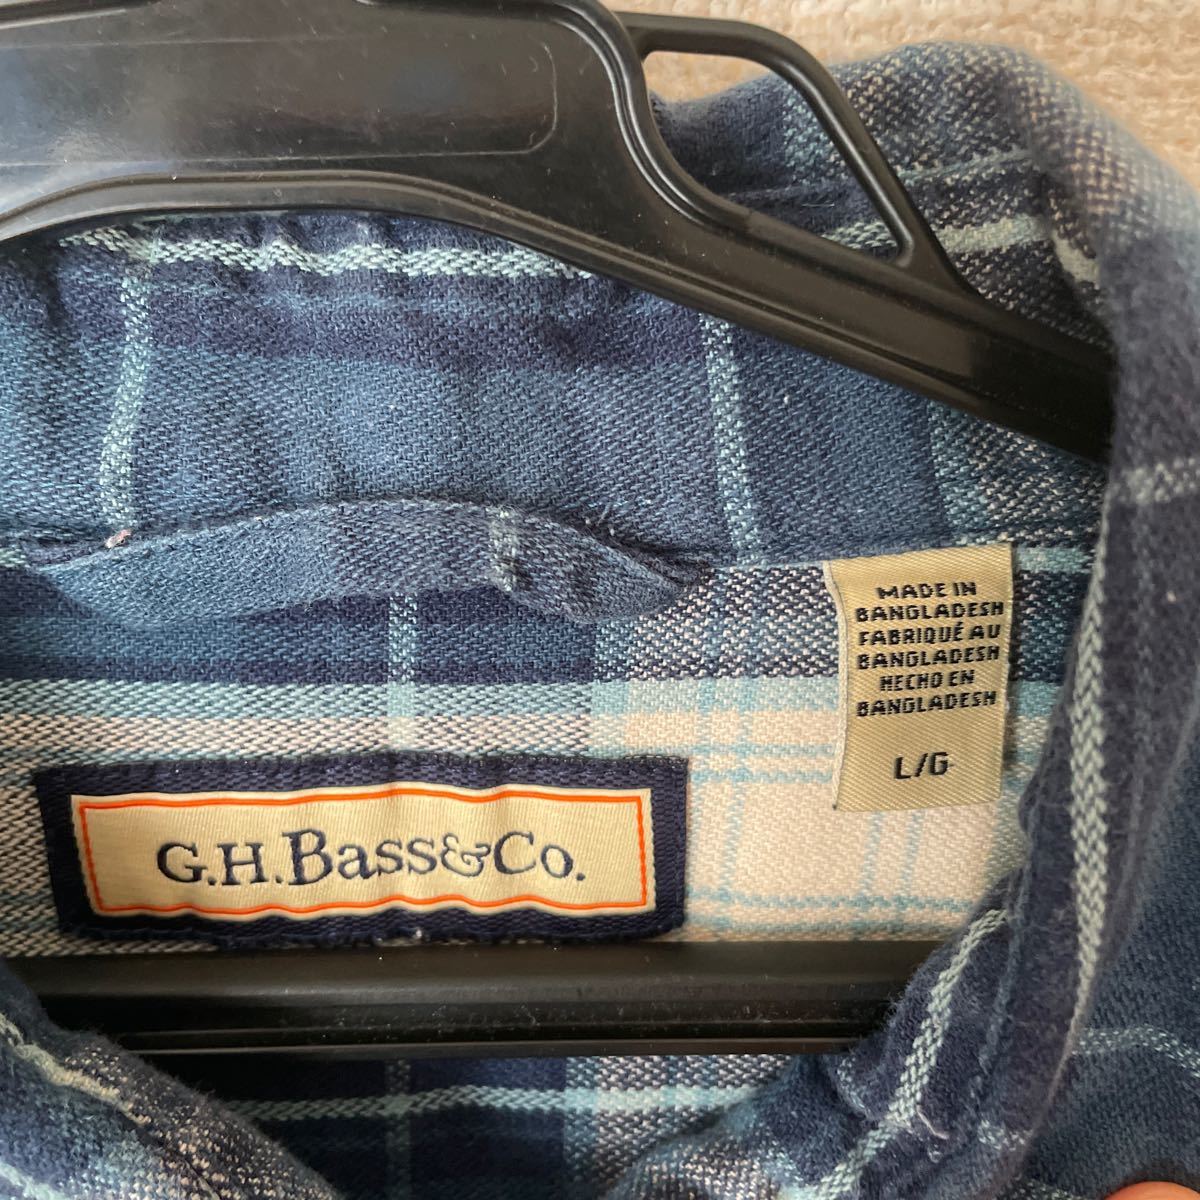 MADE IN
BANGLADESH
FABRIQUÉ AU
BANGLADESH
HECHO EN
BANGLADESH
L/G
G.H.Bass&Co.